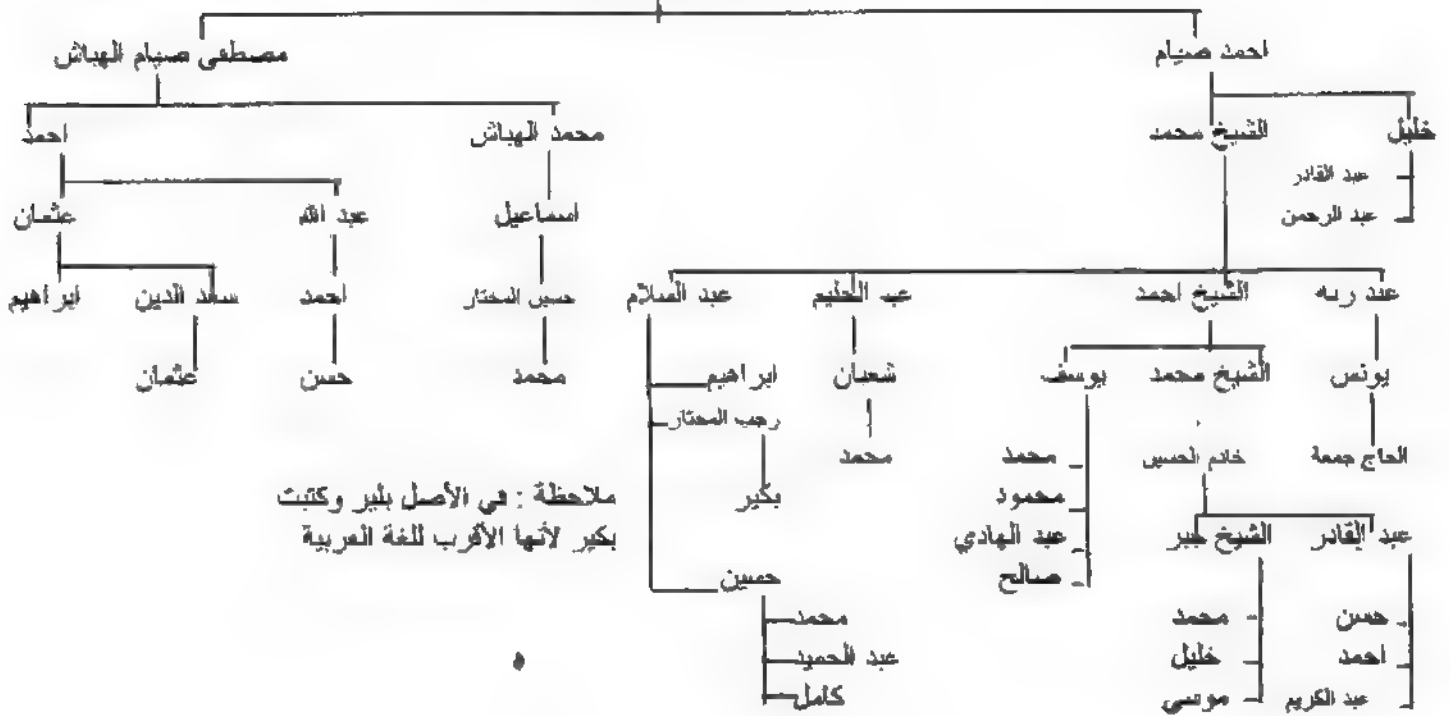 احمد صيام
مصطفى صيام الهباش
خليل
الشيخ محمد
محمد الهباش
احمد
عبد القادر
عبد الرحمن
اسماعيل
عبد الله
عثمان
عبد ربه
الشيخ احمد
عب الحليم
عبد السلام
حسين المختار
احمد
سعد الدين
ابراهيم
يونس
الشيخ محمد
يوسف
شعبان
ابراهيم
محمد
حسن
عثمان
رجب المختار
الحاج جمعة
خادم الحسين
محمد
محمد
بكير
محمود
ملاحظة : في الأصل بلير وكتبت
بكير لأنها الأقرب للغة العربية
عبد القادر
الشيخ جبر
عبد الهادي
صالح
حسين
حسن
محمد
محمد
احمد
خليل
عبد الحميد
عبد الكريم
موسى
كامل